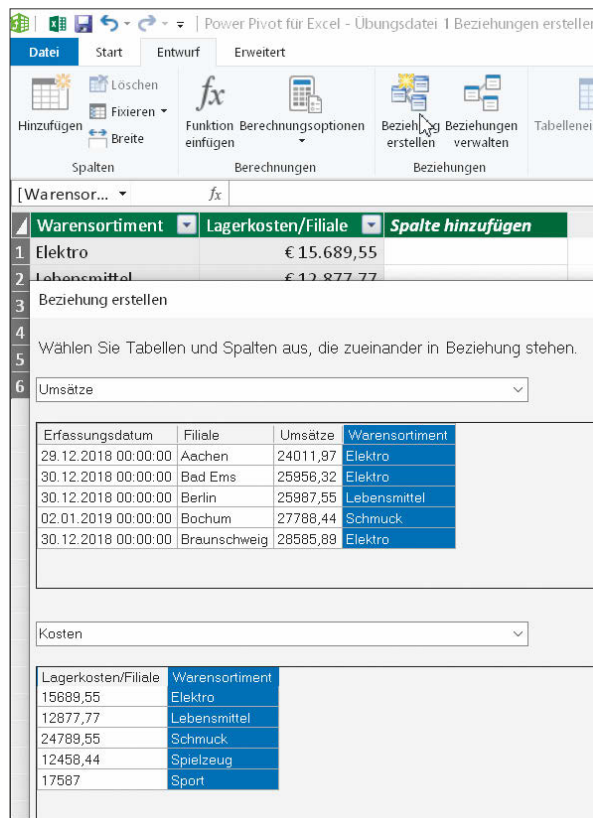 Power Pivot für Excel - Übungsdatei 1 Beziehungen erstellen
Datei Start Entwurf Erweitert
Hinzufügen
Löschen
Fixieren
Breite
Spalten
fx
Funktion einfügen
Berechnungsoptionen
Berechnungen
Beziehung erstellen
Beziehungen verwalten
Beziehungen
[Warensor... fx
Warensortiment Lagerkosten/Filiale Spalte hinzufügen
1 Elektro € 15.689,55
2 Lebensmittel € 12.877,77
3
4
5
6
Beziehung erstellen
Wählen Sie Tabellen und Spalten aus, die zueinander in Beziehung stehen.
Umsätze
Erfassungsdatum Filiale Umsätze Warensortiment
29.12.2018 00:00:00 Aachen 24011,97 Elektro
30.12.2018 00:00:00 Bad Ems 25956,32 Elektro
30.12.2018 00:00:00 Berlin 25987,55 Lebensmittel
02.01.2019 00:00:00 Bochum 27788,44 Schmuck
30.12.2018 00:00:00 Braunschweig 28585,89 Elektro
Kosten
Lagerkosten/Filiale Warensortiment
15689,55 Elektro
12877,77 Lebensmittel
24789,55 Schmuck
12458,44 Spielzeug
17587 Sport